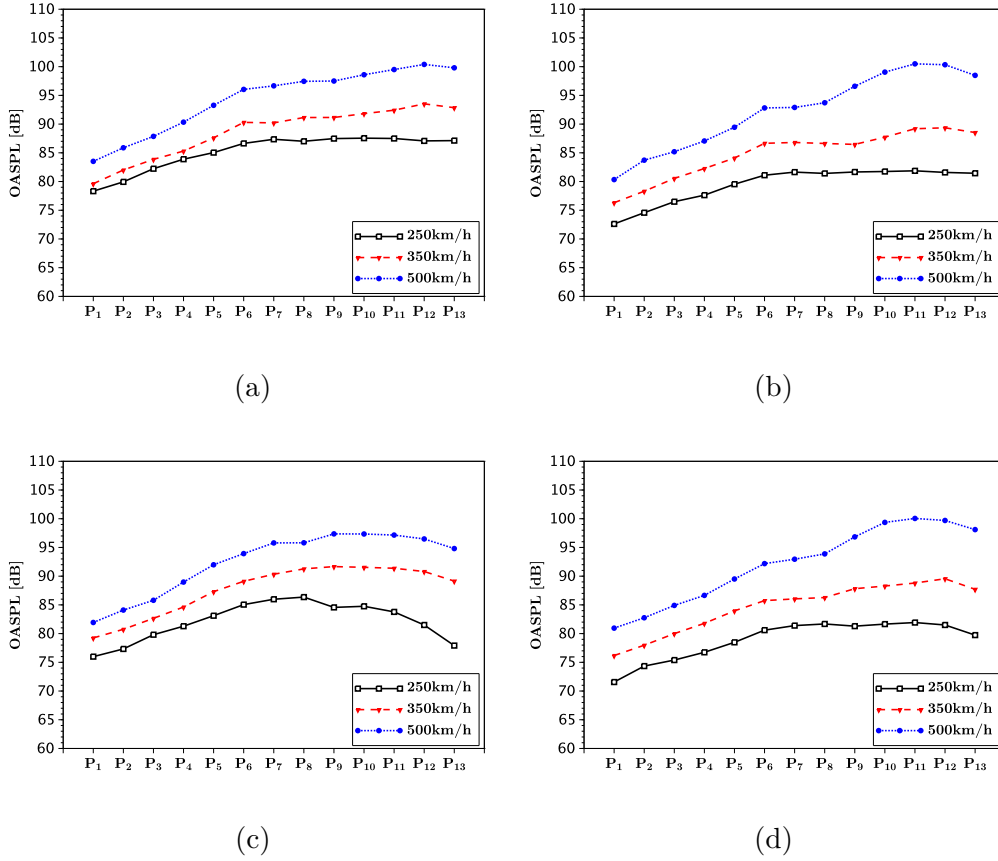 110
105
100
95
90
85
80
75
70
65
60
OASPL [dB]
P₁ P₂ P₃ P₄ P₅ P₆ P₇ P₈ P₉ P₁₀ P₁₁ P₁₂ P₁₃
250km/h
350km/h
500km/h
(a)
110
105
100
95
90
85
80
75
70
65
60
OASPL [dB]
P₁ P₂ P₃ P₄ P₅ P₆ P₇ P₈ P₉ P₁₀ P₁₁ P₁₂ P₁₃
250km/h
350km/h
500km/h
(b)
110
105
100
95
90
85
80
75
70
65
60
OASPL [dB]
P₁ P₂ P₃ P₄ P₅ P₆ P₇ P₈ P₉ P₁₀ P₁₁ P₁₂ P₁₃
250km/h
350km/h
500km/h
(c)
110
105
100
95
90
85
80
75
70
65
60
OASPL [dB]
P₁ P₂ P₃ P₄ P₅ P₆ P₇ P₈ P₉ P₁₀ P₁₁ P₁₂ P₁₃
250km/h
350km/h
500km/h
(d)